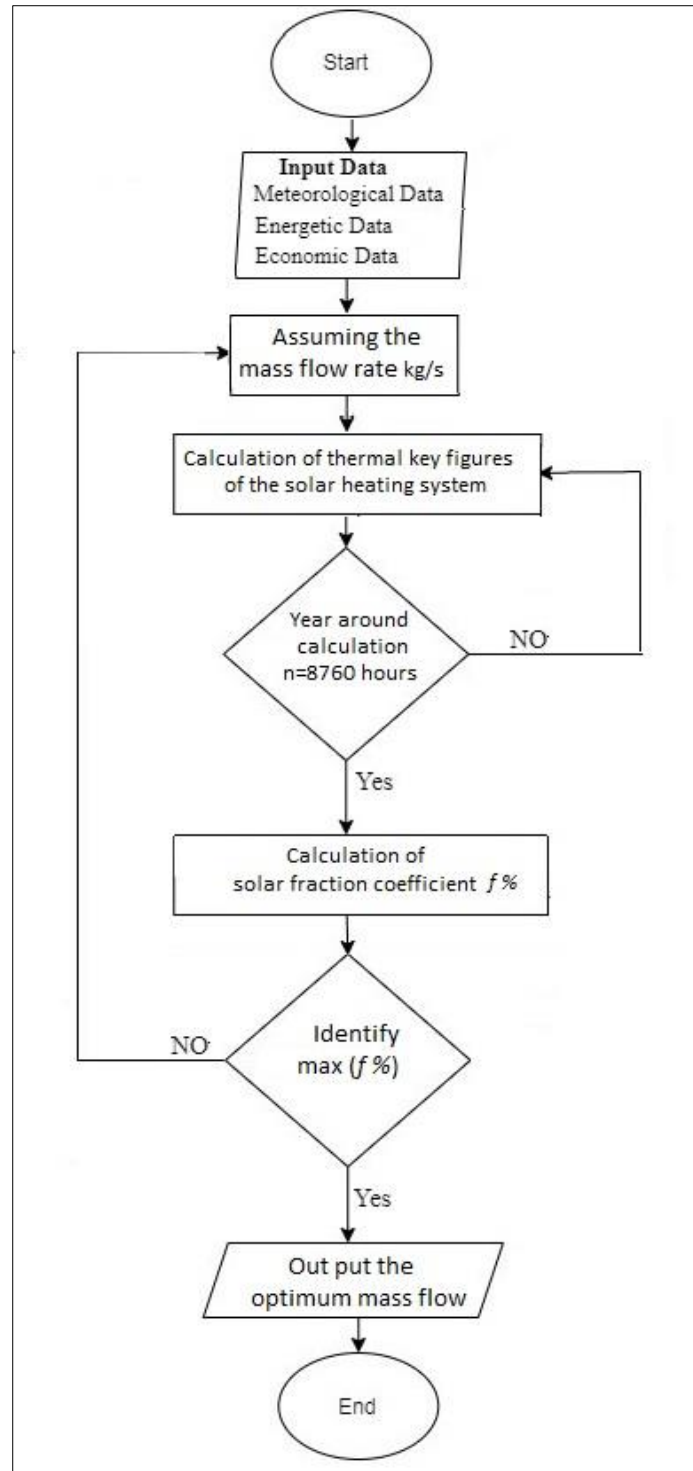 Start
Input Data
Meteorological Data
Energetic Data
Economic Data
Assuming the
mass flow rate kg/s
Calculation of thermal key figures
of the solar heating system
Year around
calculation
n=8760 hours
NO
Yes
Calculation of
solar fraction coefficient ƒ%
Identify
max (ƒ%)
NO
Yes
Out put the
optimum mass flow
End